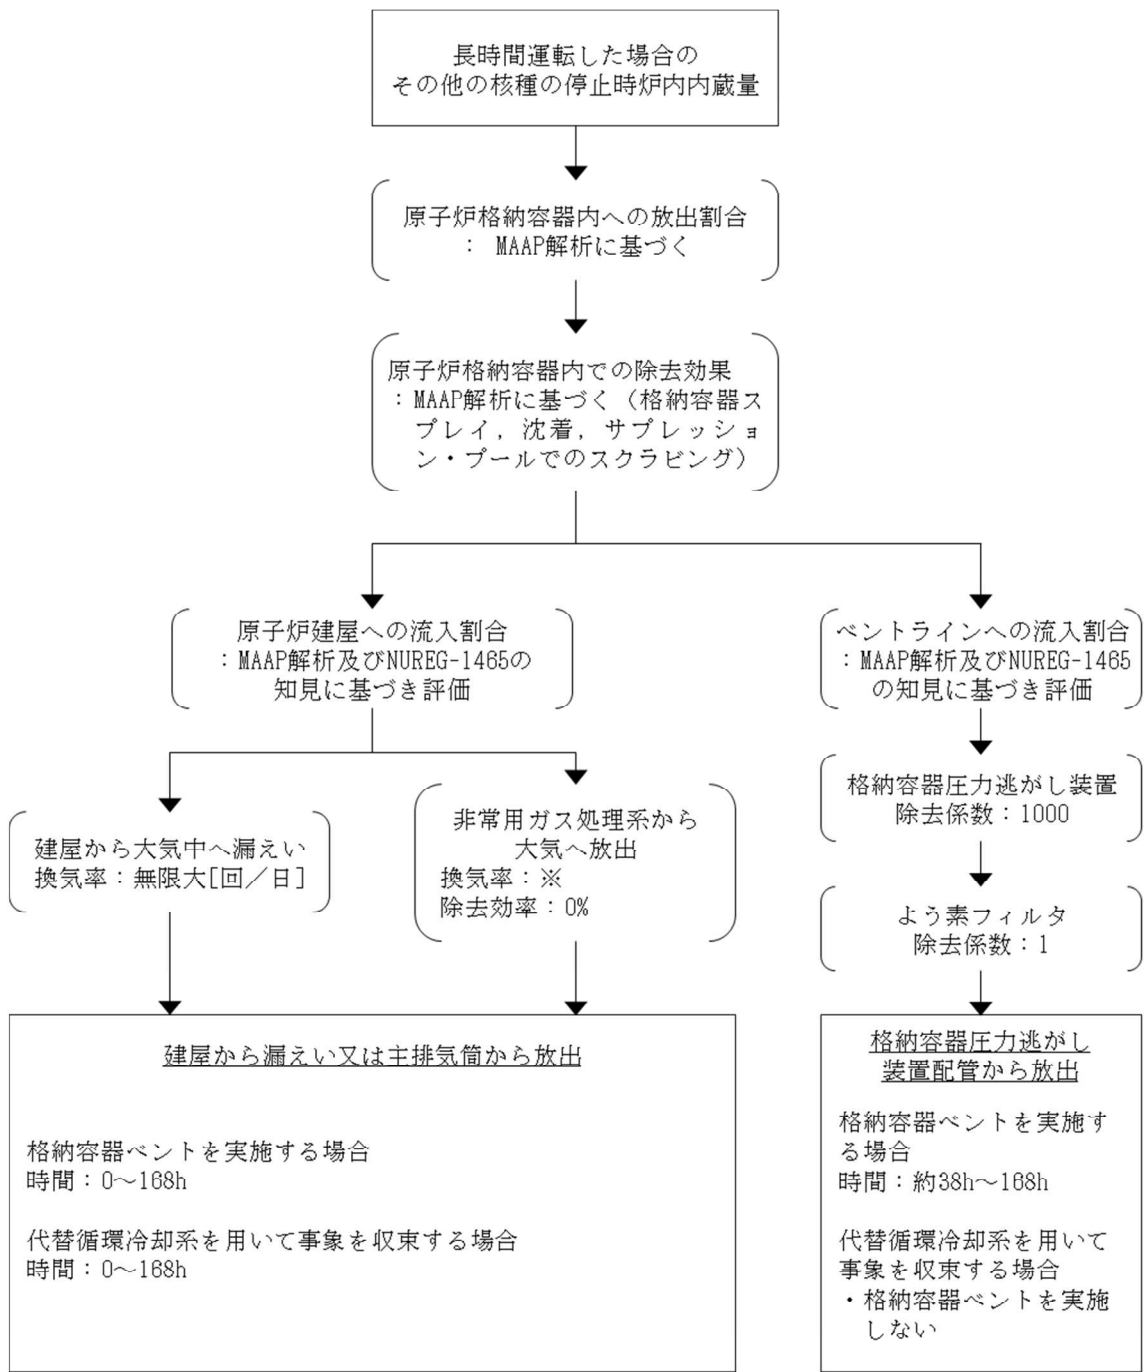 長時間運転した場合の
その他の核種の停止時炉内内蔵量
原子炉格納容器内への放出割合
： MAAP解析に基づく
原子炉格納容器内での除去効果
：MAAP解析に基づく（格納容器ス
プレイ，沈着，サプレッショ
ン・プールでのスクラビング）
原子炉建屋への流入割合
：MAAP解析及びNUREG-1465の
知見に基づき評価
ベントラインへの流入割合
：MAAP解析及びNUREG-1465
の知見に基づき評価
建屋から大気中へ漏えい
換気率：無限大[回／日]
非常用ガス処理系から
大気へ放出
換気率：※
除去効率：0%
格納容器圧力逃がし装置
除去係数：1000
よう素フィルタ
除去係数：1
建屋から漏えい又は主排気筒から放出
格納容器ベントを実施する場合
時間：0～168h
代替循環冷却系を用いて事象を収束する場合
時間：0～168h
格納容器圧力逃がし
装置配管から放出
格納容器ベントを実施す
る場合
時間：約38h～168h
代替循環冷却系を用いて
事象を収束する場合
・格納容器ベントを実施
しない